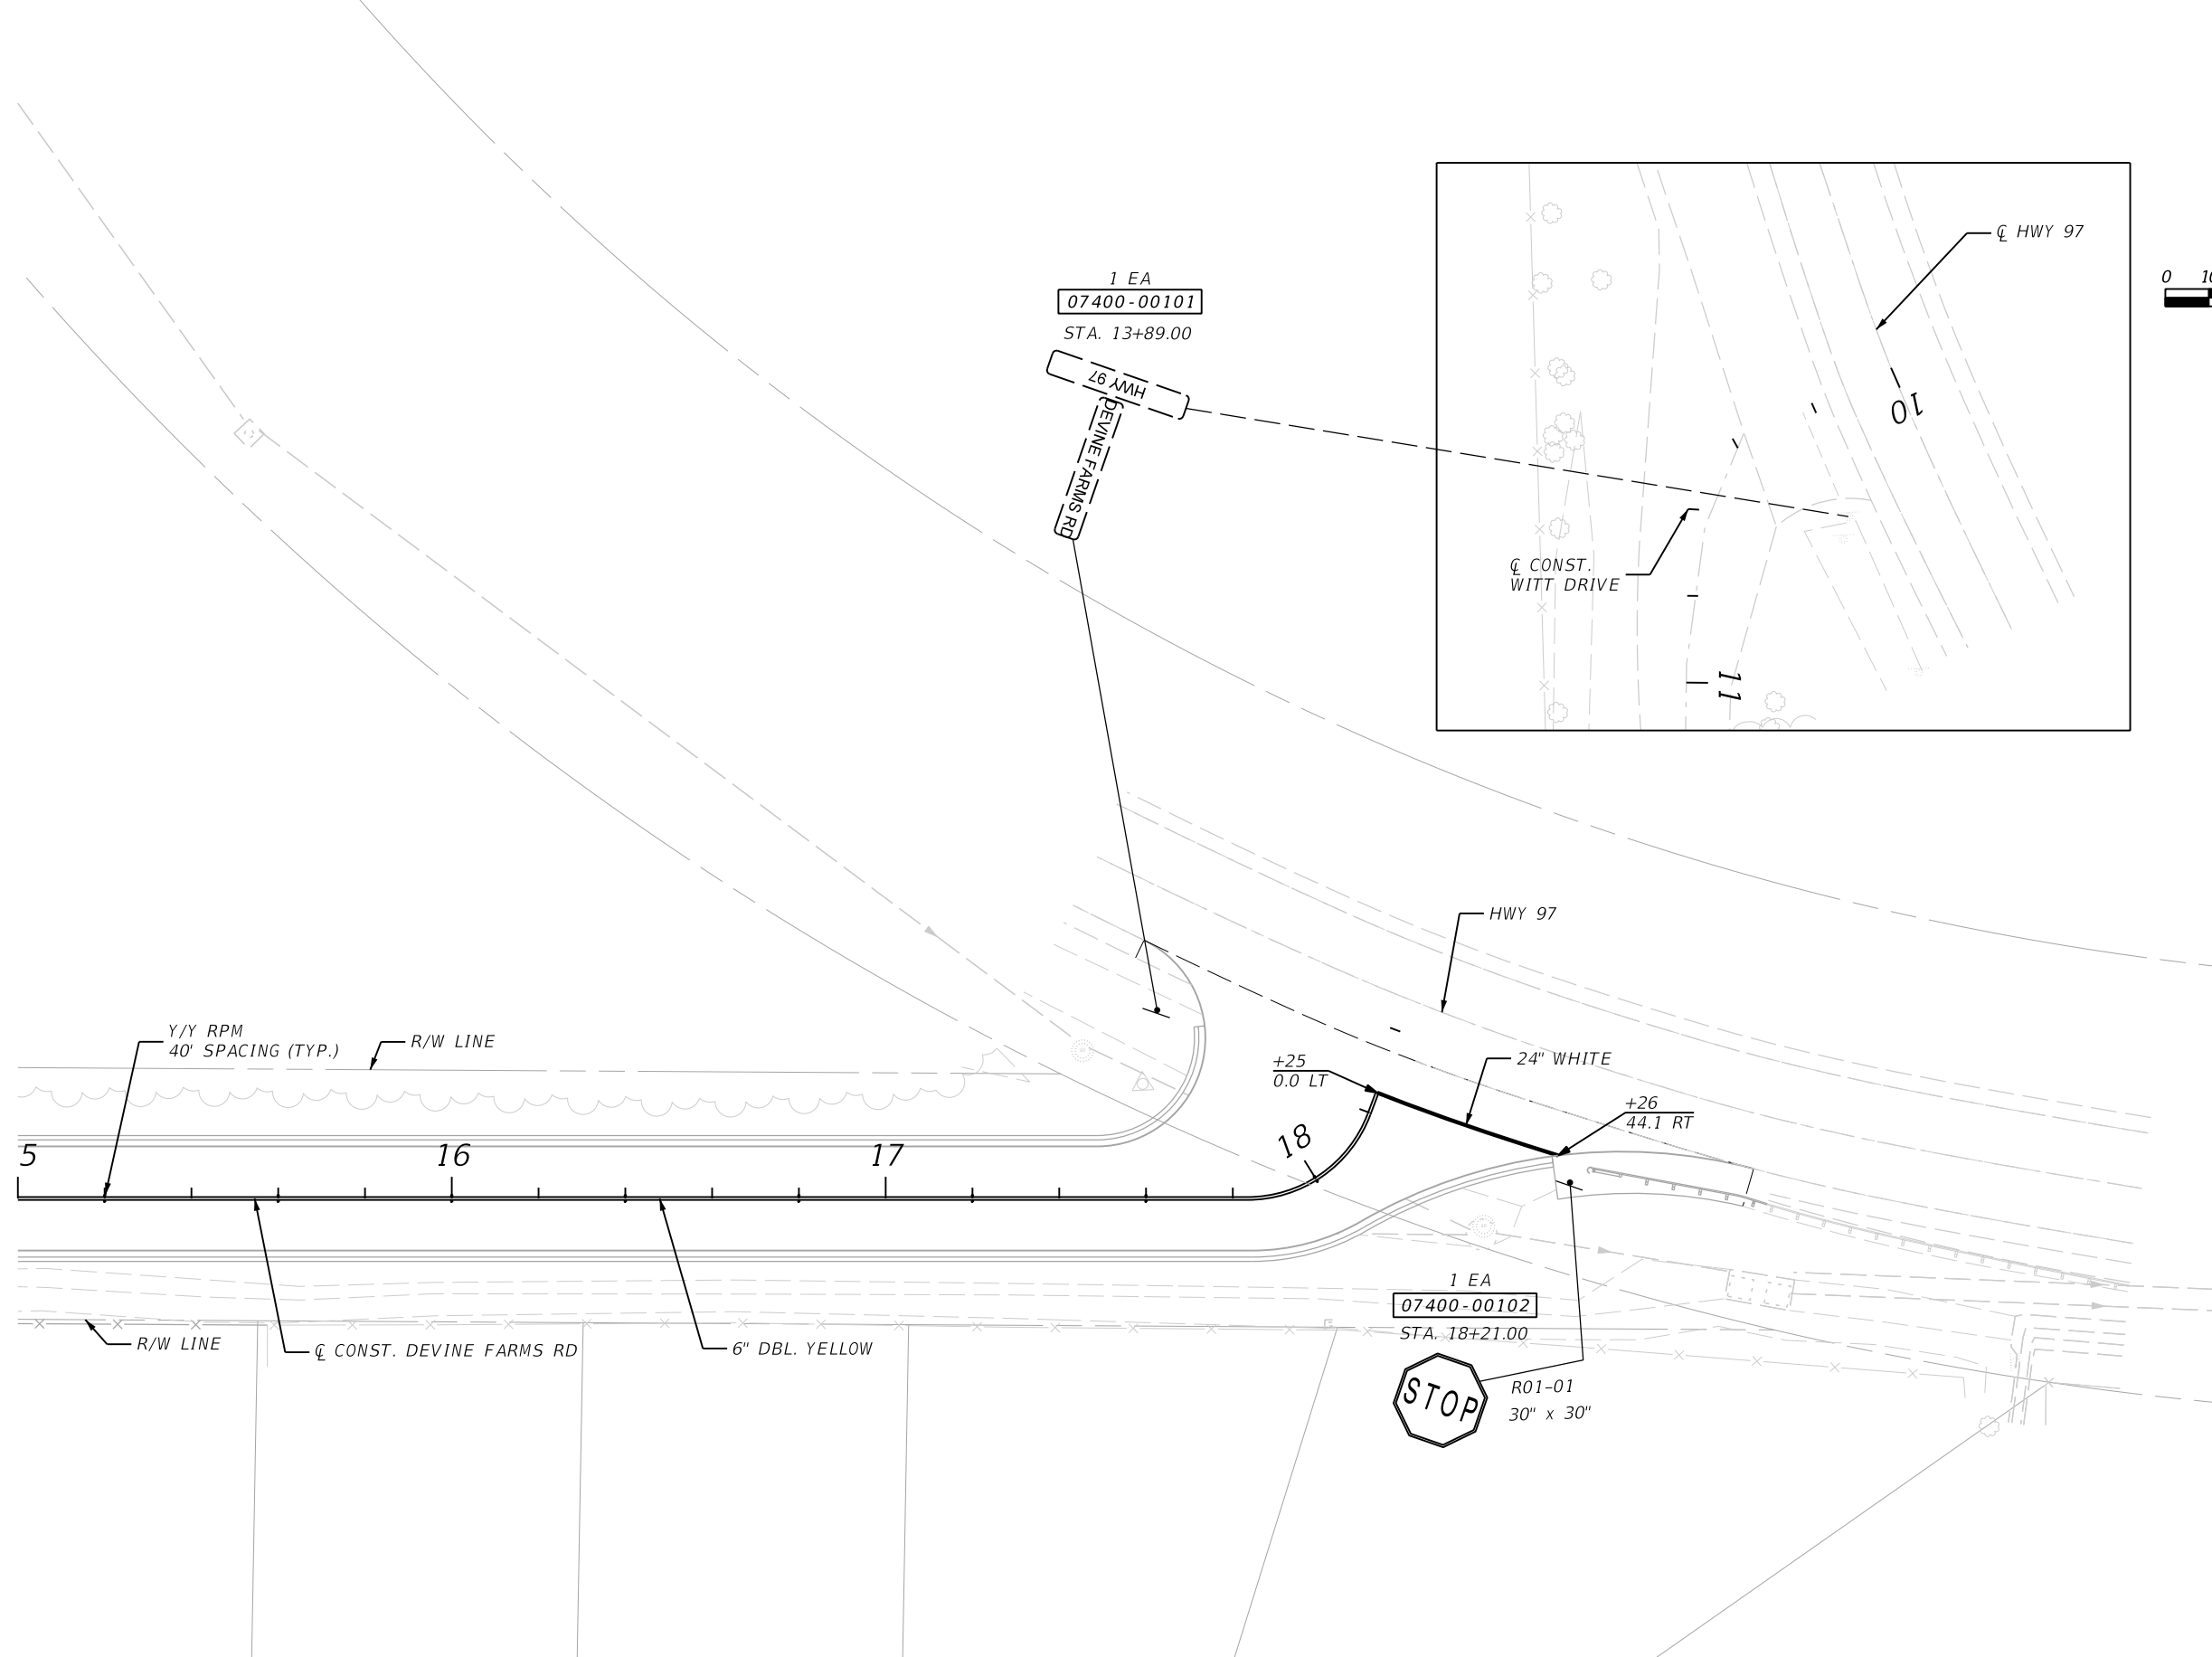 1 EA
07400-00101
STA. 13+89.00
HWY 97
DEVINE FARMS RD
℄ HWY 97
0 10
10
℄ CONST.
WITT DRIVE
11
HWY 97
Y/Y RPM
40' SPACING (TYP.)
R/W LINE
+25
0.0 LT
24" WHITE
+26
44.1 RT
5
16
17
18
R/W LINE
℄ CONST. DEVINE FARMS RD
6" DBL. YELLOW
1 EA
07400-00102
STA. 18+21.00
STOP
R01-01
30" x 30"